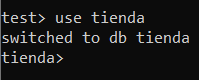 test> use tienda
switched to db tienda
tienda>